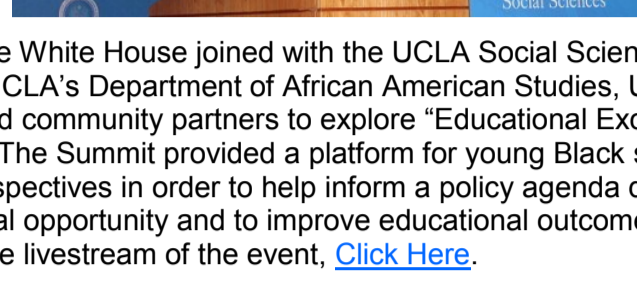 Social Sciences
e White House joined with the UCLA Social Scien
CLA's Department of African American Studies, U
d community partners to explore “Educational Exc
The Summit provided a platform for young Black s
spectives in order to help inform a policy agenda
al opportunity and to improve educational outcome
e livestream of the event, Click Here.